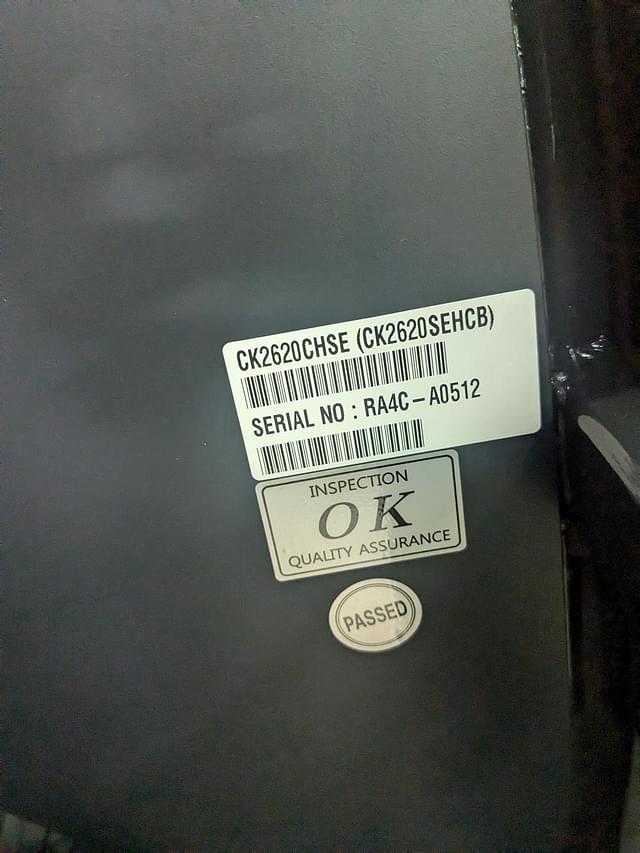 CK2620CHSE (CK2620SEHCB)
SERIAL NO : RA4C-A0512
INSPECTION
OK
QUALITY ASSURANCE
PASSED